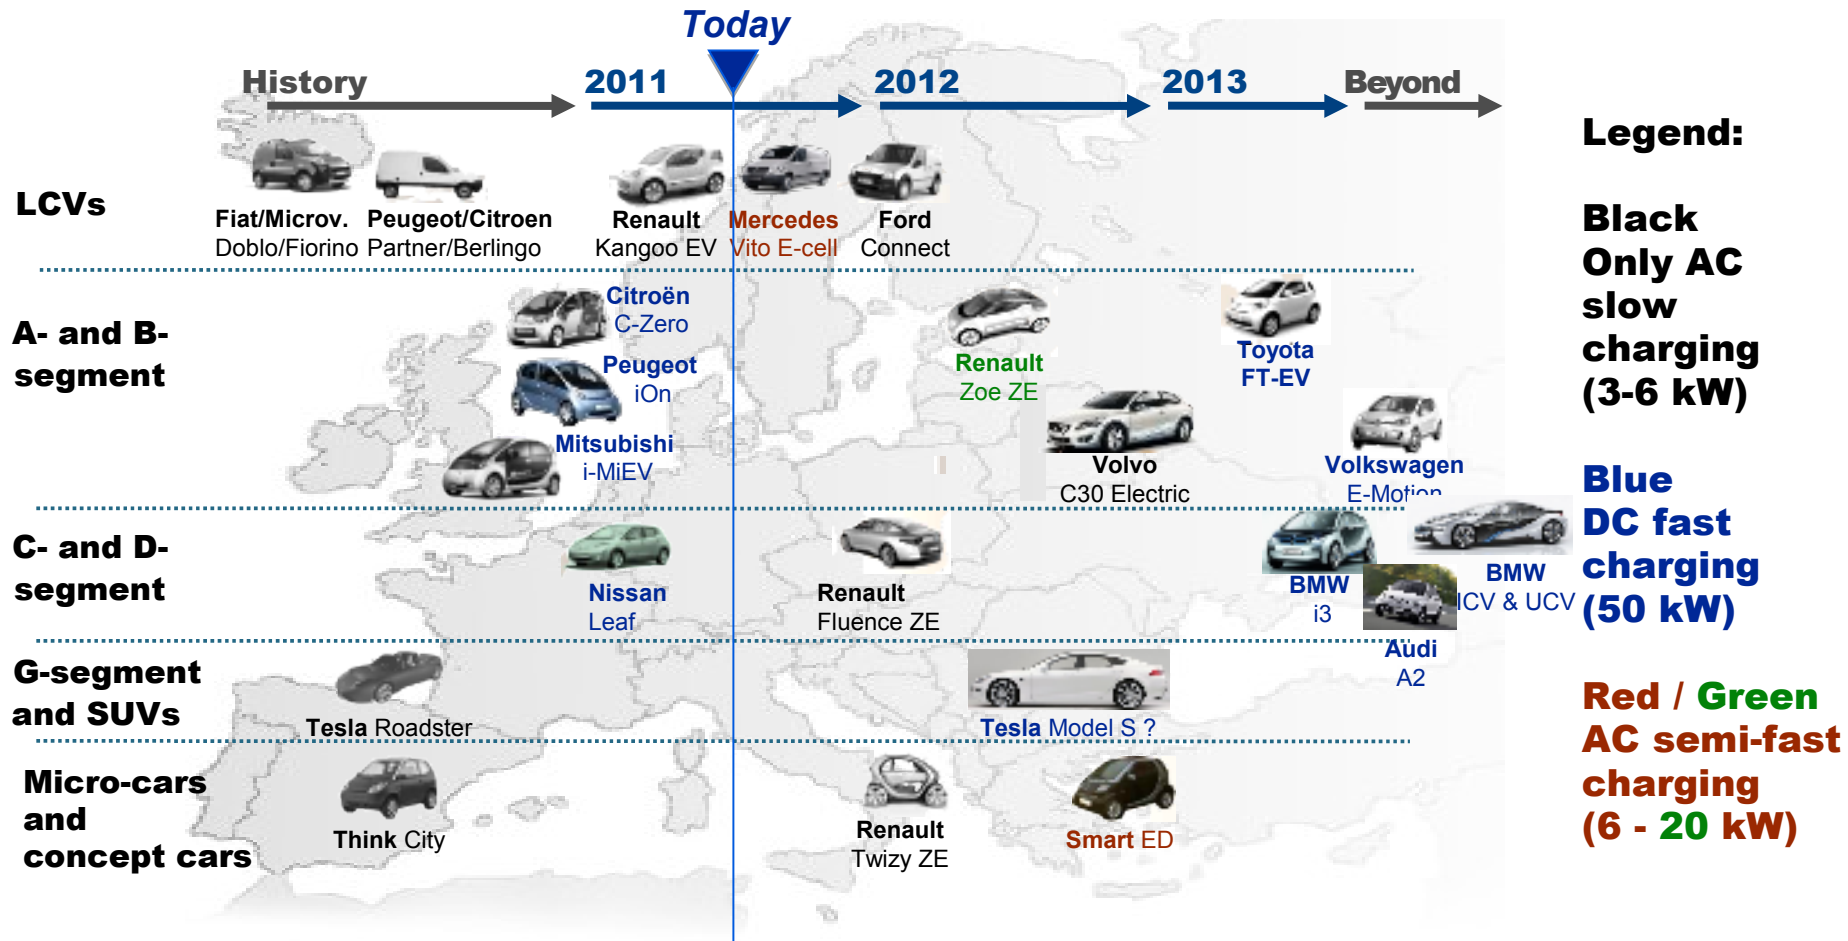 Today
History
2011
2012
2013
Beyond
LCVs
Fiat/Microv.
Doblo/Fiorino
Peugeot/Citroen
Partner/Berlingo
Renault
Kangoo EV
Mercedes
Vito E-cell
Ford
Connect
A- and B-
segment
Citroën
C-Zero
Peugeot
iOn
Mitsubishi
i-MiEV
Renault
Zoe ZE
Volvo
C30 Electric
Toyota
FT-EV
Volkswagen
E-Motion
C- and D-
segment
Nissan
Leaf
Renault
Fluence ZE
BMW
i3
Audi
A2
BMW
ICV & UCV
G-segment
and SUVs
Tesla Roadster
Tesla Model S ?
Micro-cars
and
concept cars
Think City
Renault
Twizy ZE
Smart ED
Legend:
Black
Only AC
slow
charging
(3-6 kW)
Blue
DC fast
charging
(50 kW)
Red / Green
AC semi-fast
charging
(6 - 20 kW)